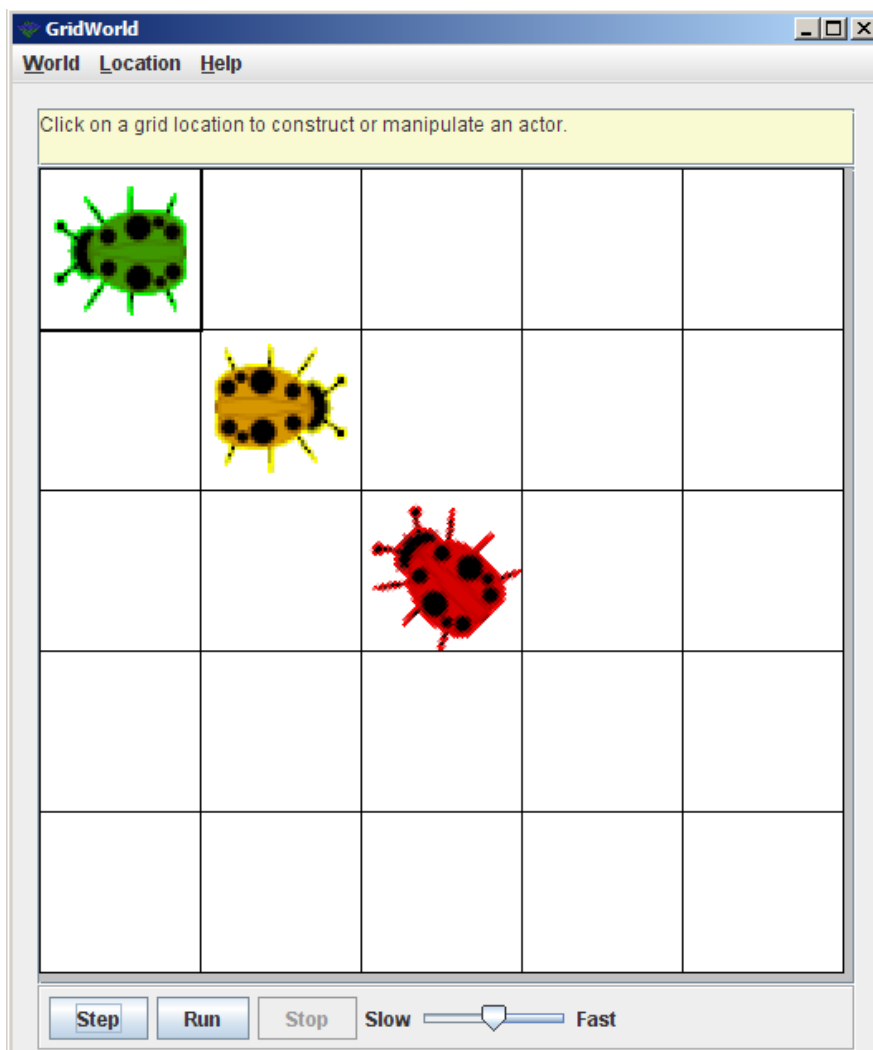 GridWorld
World Location Help
Click on a grid location to construct or manipulate an actor.
Step Run Stop Slow Fast